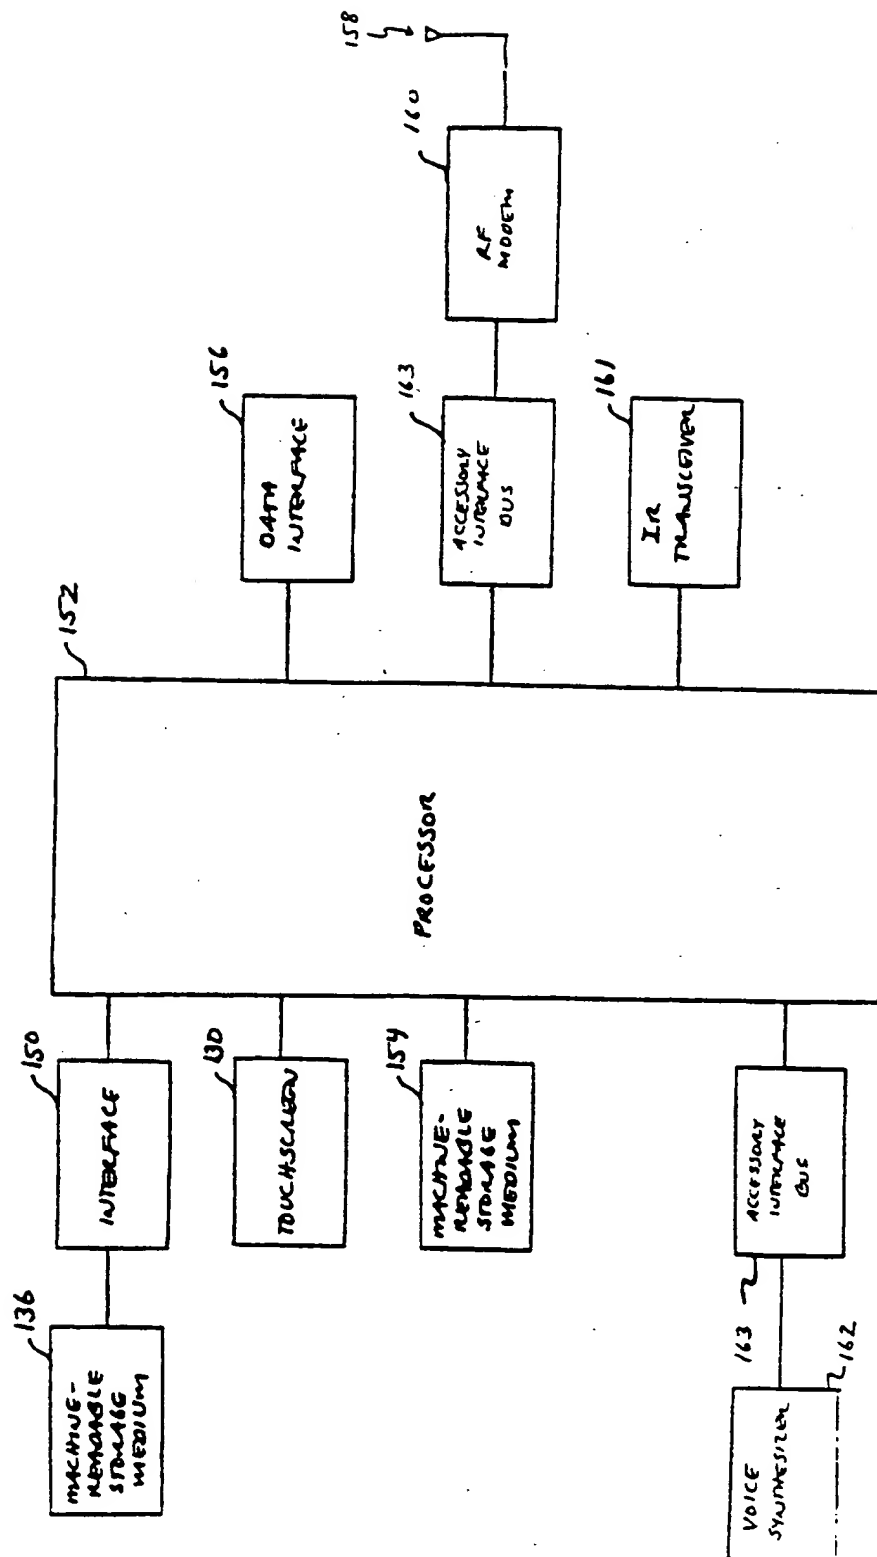 136
MACHINE-
READABLE
STORAGE
MEDIUM
150
INTERFACE
130
TOUCHSCREEN
154
MACHINE-
READABLE
STORAGE
MEDIUM
162
VOICE
SYNTHESIZER
163
ACCESSORY
INTERFACE
BUS
152
PROCESSOR
156
DATA
INTERFACE
163
ACCESSORY
INTERFACE
BUS
161
IR
TRANSCEIVER
160
RF
MODEM
158